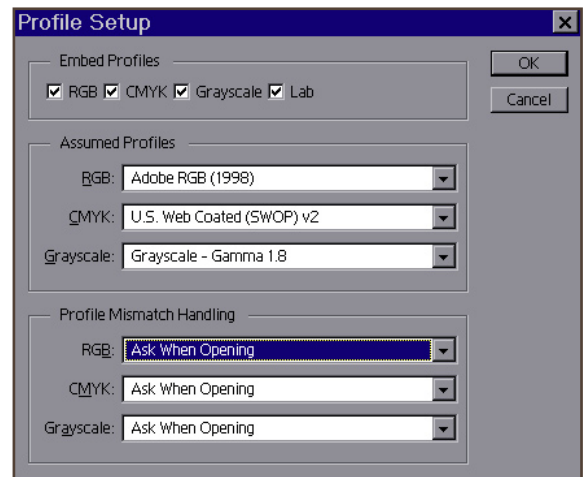 Profile Setup
Embed Profiles
RGB CMYK Grayscale Lab
OK
Cancel
Assumed Profiles
RGB: Adobe RGB (1998)
CMYK: U.S. Web Coated (SWOP) v2
Grayscale: Grayscale - Gamma 1.8
Profile Mismatch Handling
RGB: Ask When Opening
CMYK: Ask When Opening
Grayscale: Ask When Opening